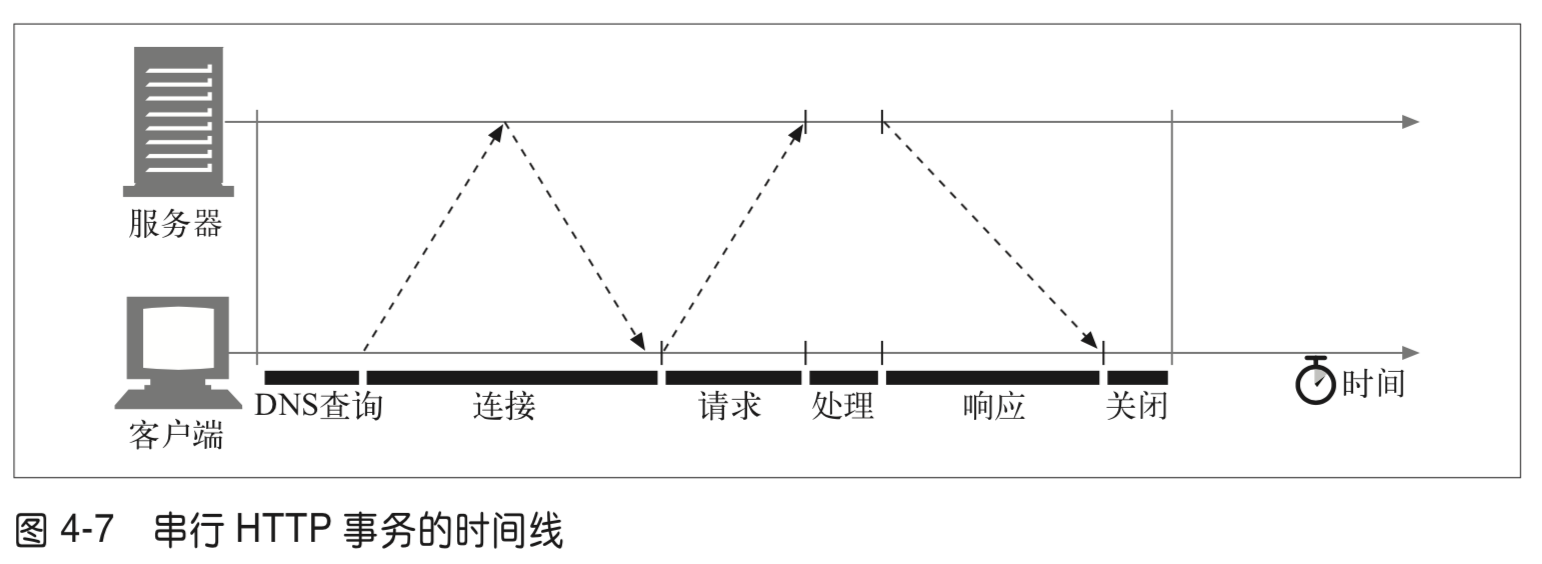 服务器
客户端
DNS查询 连接 请求 处理 响应 关闭 时间
图 4-7 串行 HTTP 事务的时间线